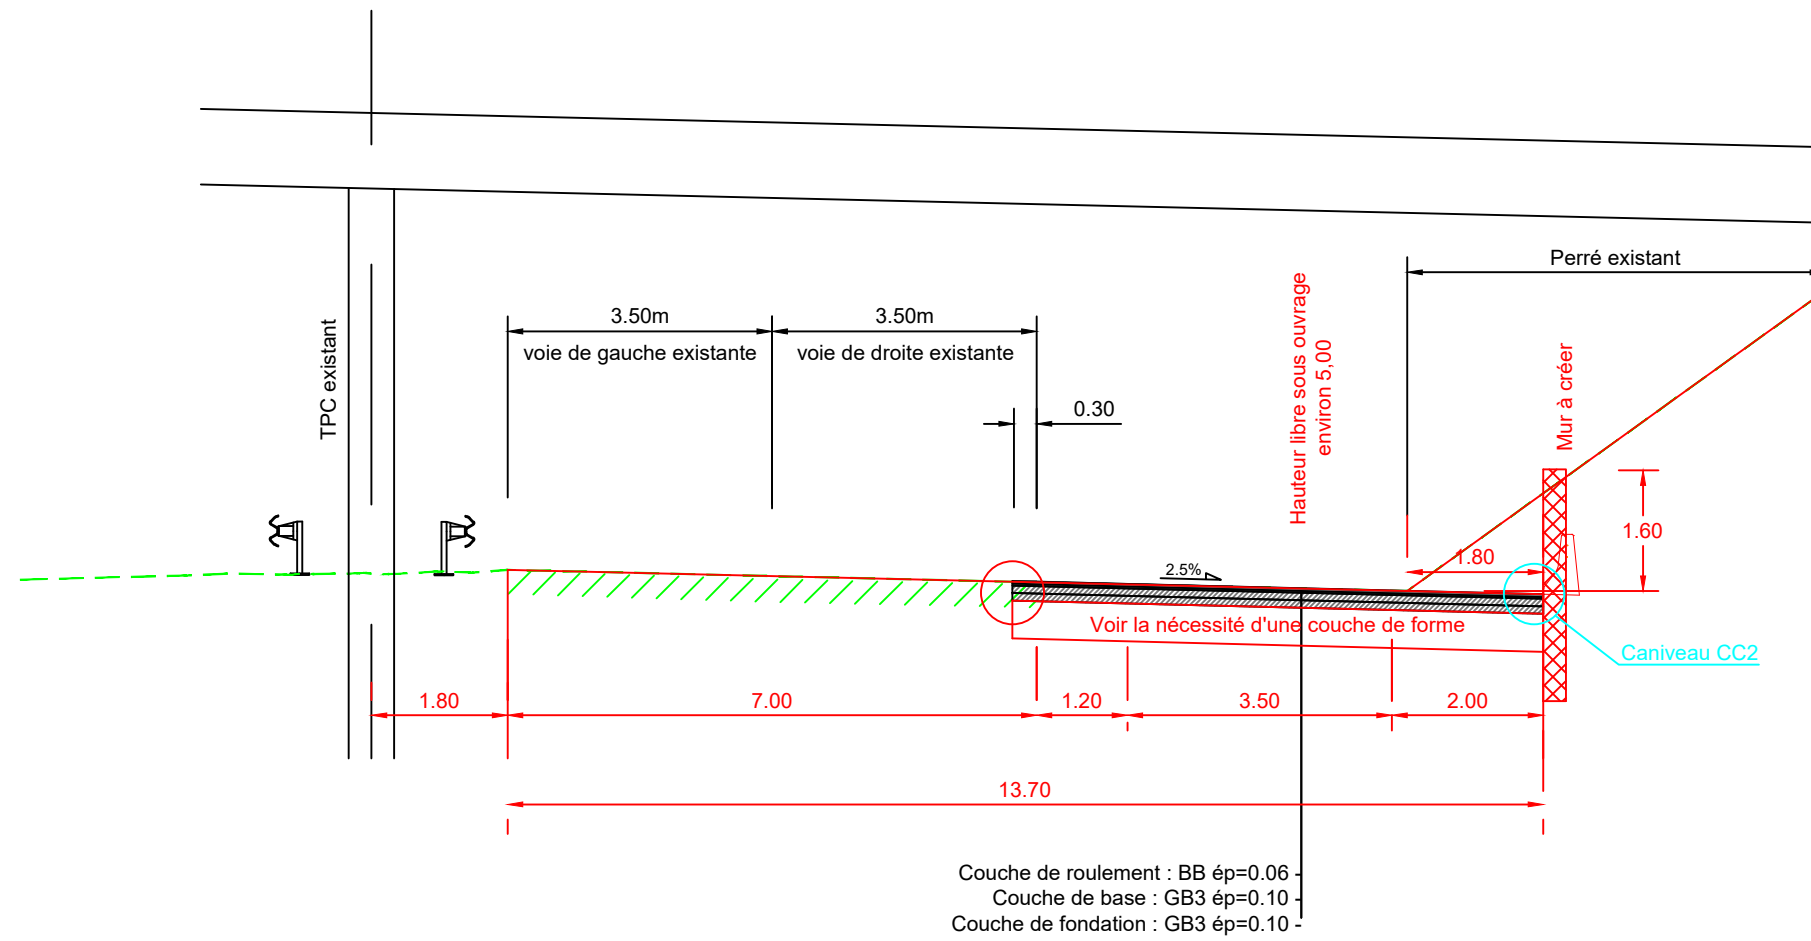 Perré existant
3.50m
3.50m
voie de gauche existante
voie de droite existante
TPC existant
Hauteur libre sous ouvrage
environ 5,00
Mur à créer
0.30
1.60
1.80
2.5%
Voir la nécessité d'une couche de forme
Caniveau CC2
1.80
7.00
1.20
3.50
2.00
13.70
Couche de roulement : BB ép=0.06
Couche de base : GB3 ép=0.10
Couche de fondation : GB3 ép=0.10